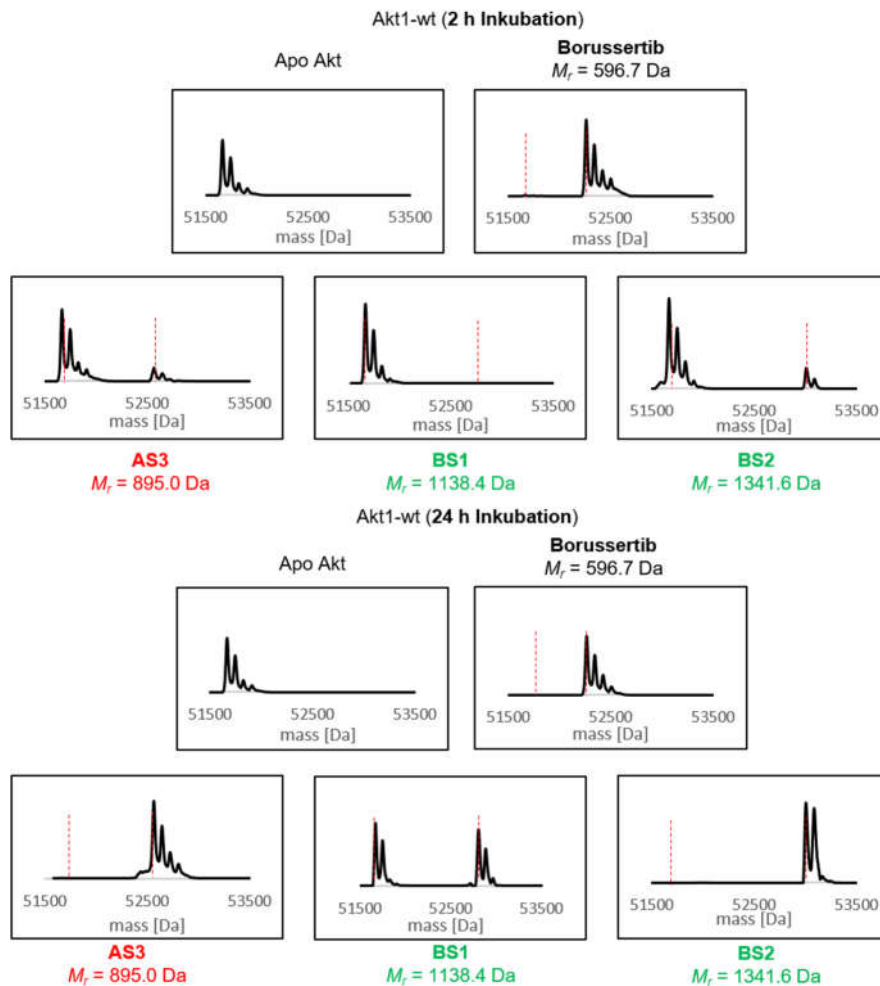 Akt1-wt (2 h Inkubation)
Apo Akt
Borussertib
Mr = 596.7 Da
51500 52500 53500
mass [Da]
51500 52500 53500
mass [Da]
51500 52500 53500
mass [Da]
51500 52500 53500
mass [Da]
51500 52500 53500
mass [Da]
AS3
Mr = 895.0 Da
BS1
Mr = 1138.4 Da
BS2
Mr = 1341.6 Da
Akt1-wt (24 h Inkubation)
Apo Akt
Borussertib
Mr = 596.7 Da
51500 52500 53500
mass [Da]
51500 52500 53500
mass [Da]
51500 52500 53500
mass [Da]
51500 52500 53500
mass [Da]
51500 52500 53500
mass [Da]
AS3
Mr = 895.0 Da
BS1
Mr = 1138.4 Da
BS2
Mr = 1341.6 Da